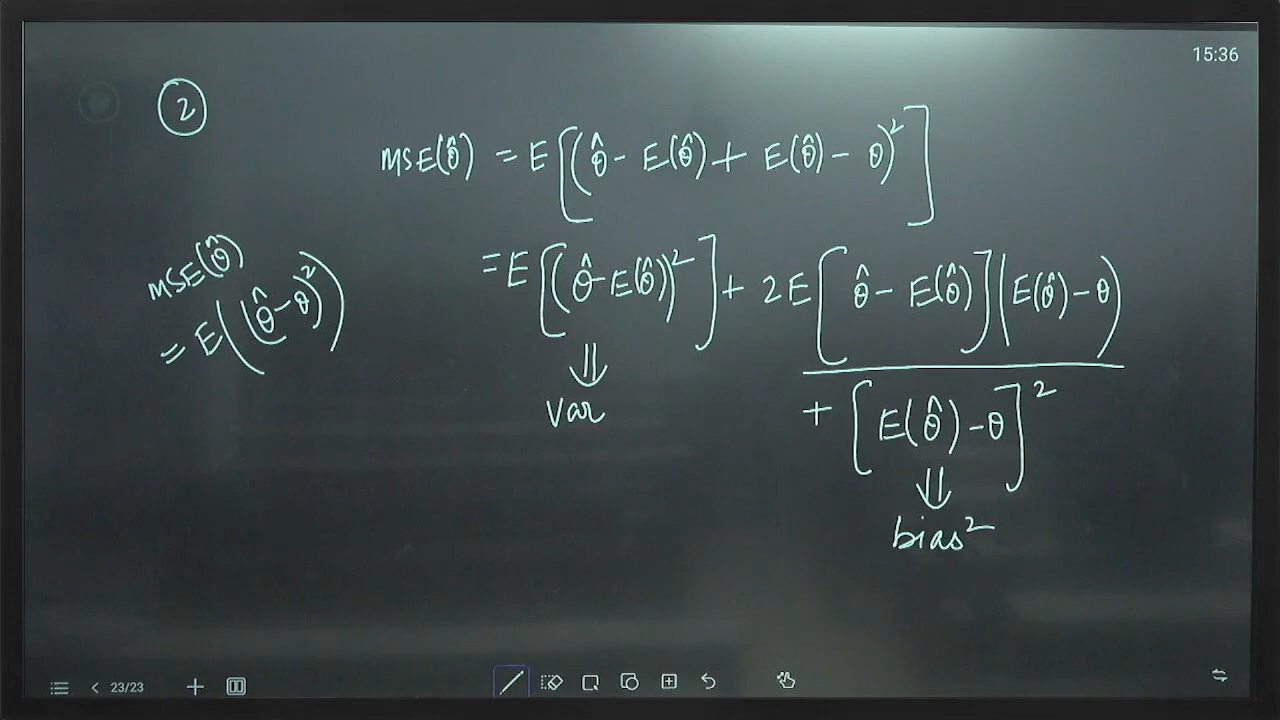 15:36
②
MSE(θ̂) = E[(θ̂ - E(θ̂) + E(θ̂) - θ)²]
MSE(θ̂)
= E((θ̂ - θ)²)
= E[(θ̂ - E(θ̂))²] + 2E[θ̂ - E(θ̂)](E(θ̂) - θ)
⇓
Var
+ [E(θ̂) - θ]²
⇓
bias²
23/23